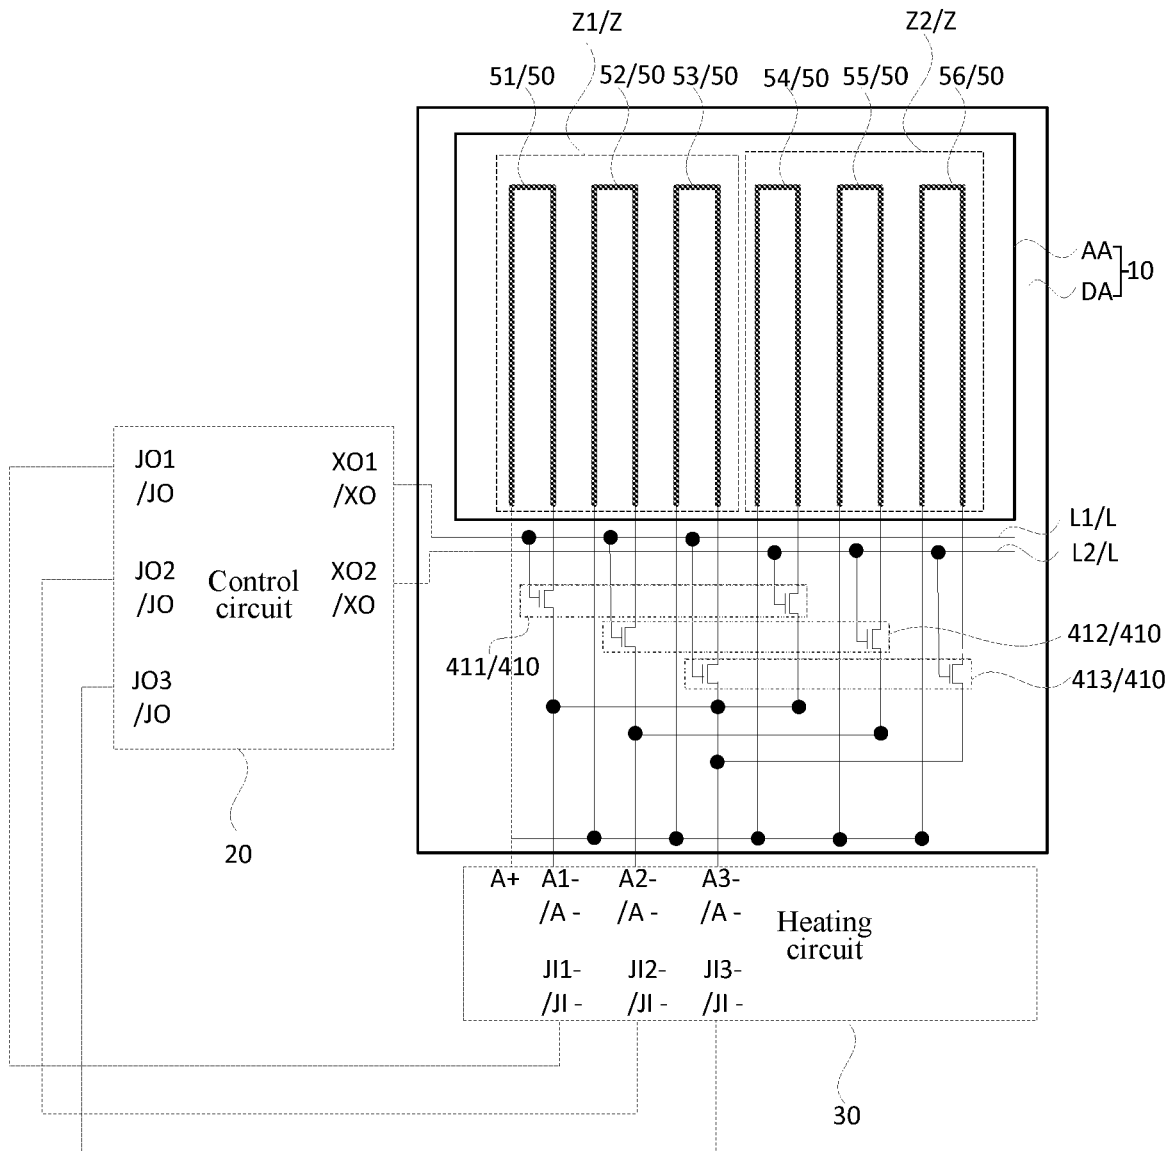 Z1/Z
Z2/Z
51/50
52/50
53/50
54/50
55/50
56/50
AA
DA
10
JO1
/JO
XO1
/XO
JO2
/JO
Control
circuit
XO2
/XO
JO3
/JO
20
L1/L
L2/L
411/410
412/410
413/410
A+
A1-
/A -
A2-
/A -
A3-
/A -
Heating
circuit
JI1-
/JI -
JI2-
/JI -
JI3-
/JI -
30